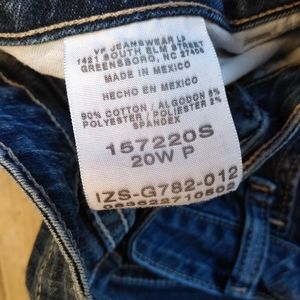 VF JEANSWEAR LP
1421 SOUTH ELM STREET
GREENSBORO, NC 27407
MADE IN MEXICO
HECHO EN MEXICO
90% COTTON / ALGODON 8%
POLYESTER / POLIESTER 2%
SPANDEX
157220S
20W P
IZS-G782-012